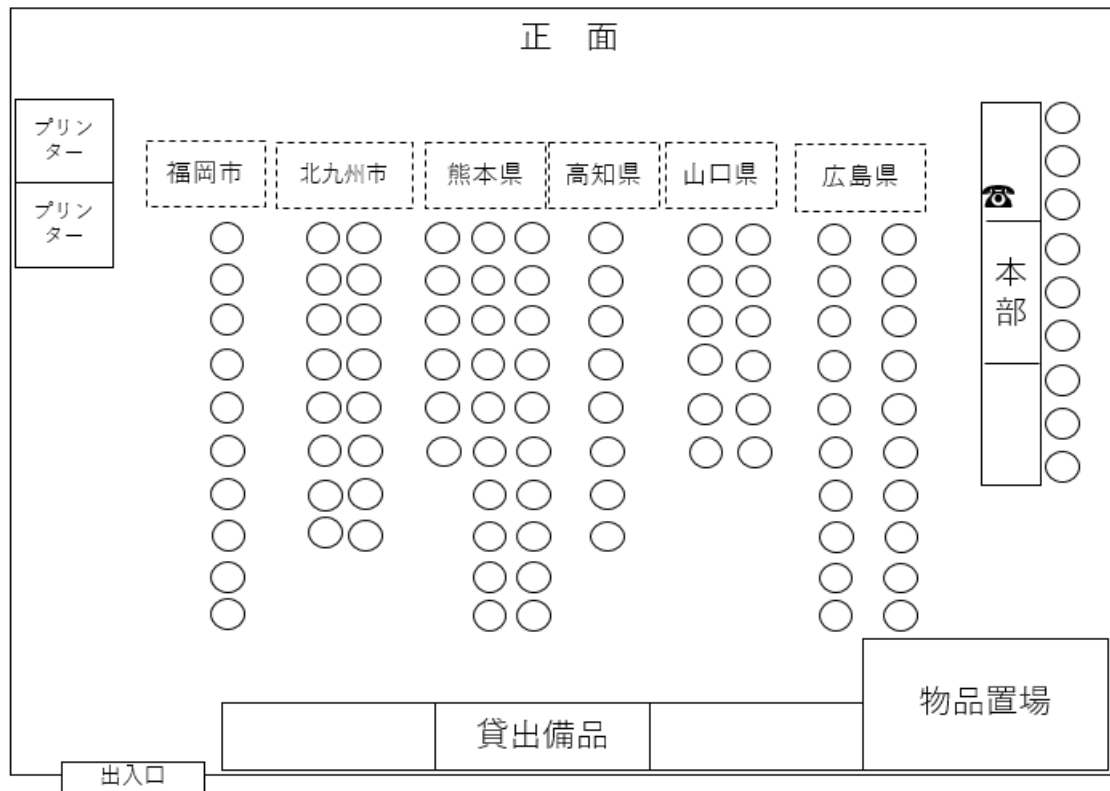 正 面
プリン
ター
プリン
ター
福岡市
北九州市
熊本県
高知県
山口県
広島県
☎
本
部
物品置場
貸出備品
出入口